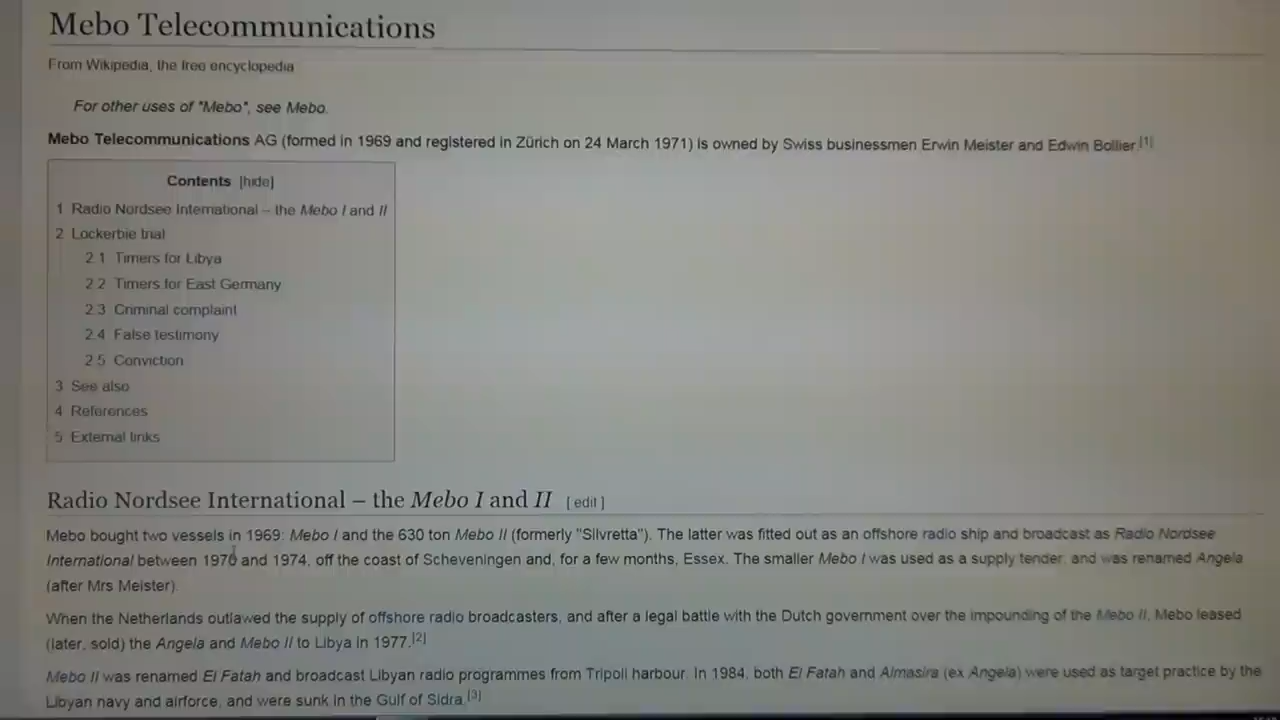 Mebo Telecommunications
From Wikipedia, the free encyclopedia
For other uses of "Mebo", see Mebo.
Mebo Telecommunications AG (formed in 1969 and registered in Zürich on 24 March 1971) is owned by Swiss businessmen Erwin Meister and Edwin Bollier.[1]
Contents [hide]
1 Radio Nordsee International – the Mebo I and II
2 Lockerbie trial
2.1 Timers for Libya
2.2 Timers for East Germany
2.3 Criminal complaint
2.4 False testimony
2.5 Conviction
3 See also
4 References
5 External links
Radio Nordsee International – the Mebo I and II [ edit ]
Mebo bought two vessels in 1969: Mebo I and the 630 ton Mebo II (formerly "Silvretta"). The latter was fitted out as an offshore radio ship and broadcast as Radio Nordsee
International between 1970 and 1974, off the coast of Scheveningen and, for a few months, Essex. The smaller Mebo I was used as a supply tender, and was renamed Angela
(after Mrs Meister).
When the Netherlands outlawed the supply of offshore radio broadcasters, and after a legal battle with the Dutch government over the impounding of the Mebo II, Mebo leased
(later, sold) the Angela and Mebo II to Libya in 1977.[2]
Mebo II was renamed El Fatah and broadcast Libyan radio programmes from Tripoli harbour. In 1984, both El Fatah and Almasira (ex Angela) were used as target practice by the
Libyan navy and airforce, and were sunk in the Gulf of Sidra.[3]